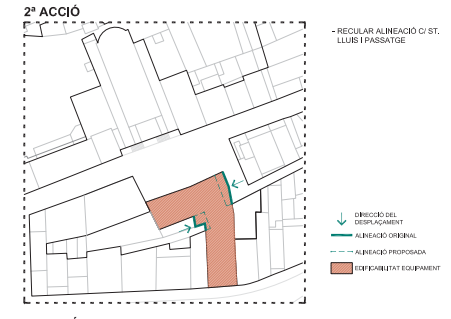 2ª ACCIÓ
- RECULAR ALINEACIÓ C/ ST.
LLUIS I PASSATGE
DIRECCIÓ DEL
DESPLAÇAMENT
ALINEACIÓ ORIGINAL
ALINEACIÓ PROPOSADA
EDIFICABILITAT EQUIPAMENT